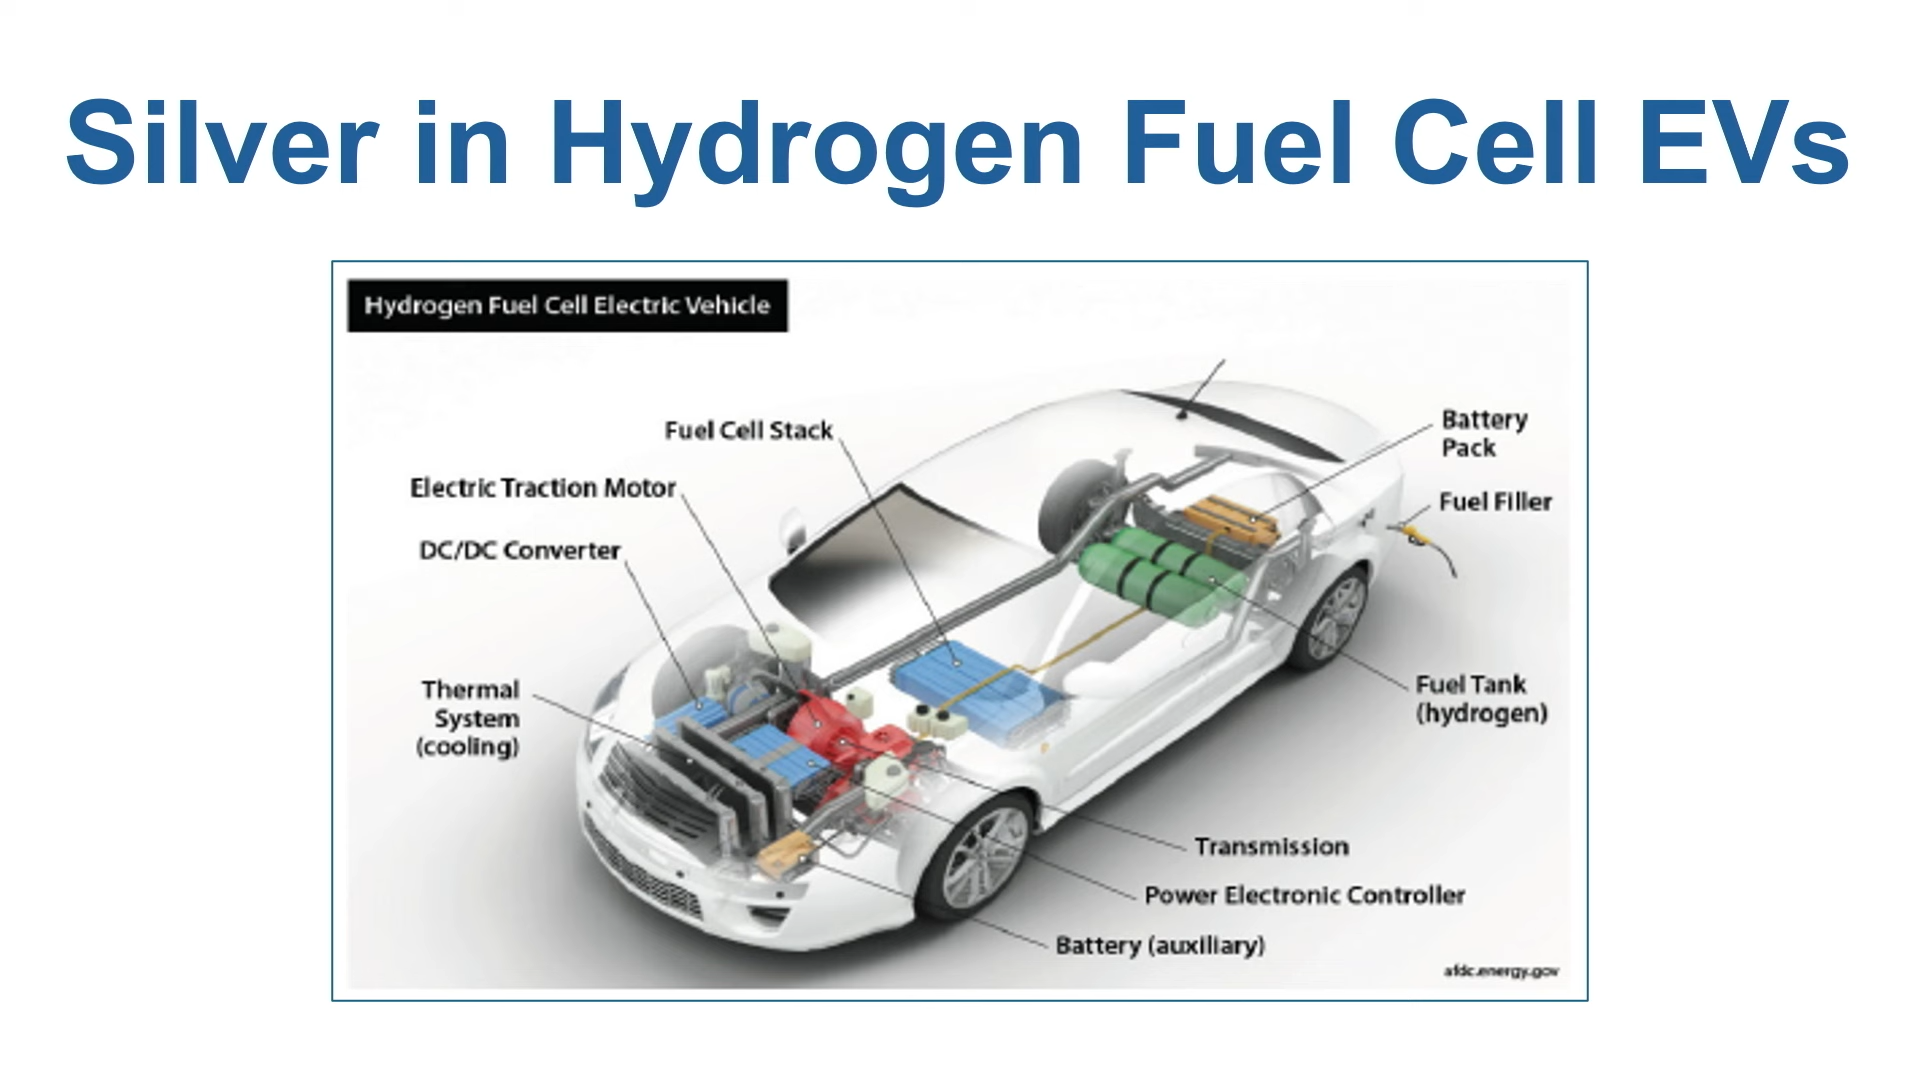 Silver in Hydrogen Fuel Cell EVs
Hydrogen Fuel Cell Electric Vehicle
Fuel Cell Stack
Electric Traction Motor
DC/DC Converter
Thermal
System
(cooling)
Battery
Pack
Fuel Filler
Fuel Tank
(hydrogen)
Transmission
Power Electronic Controller
Battery (auxiliary)
afdc.energy.gov